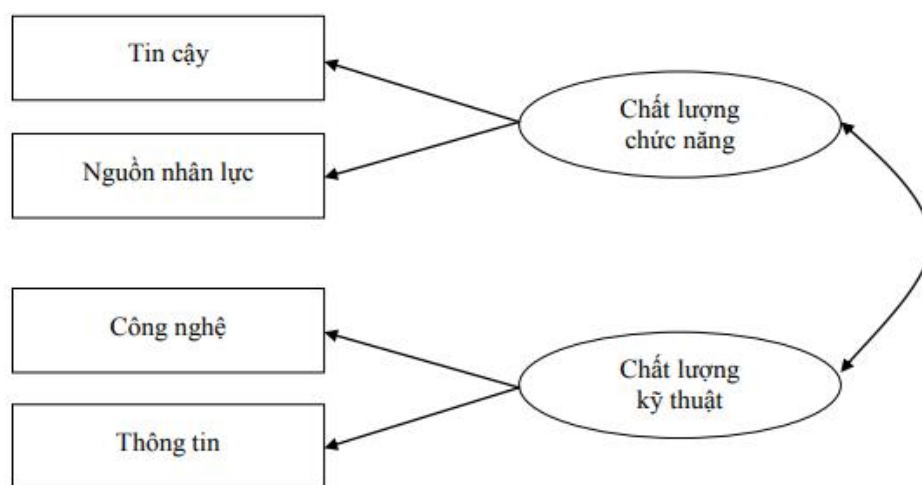 Tin cậy
Chất lượng
chức năng
Nguồn nhân lực
Công nghệ
Chất lượng
kỹ thuật
Thông tin